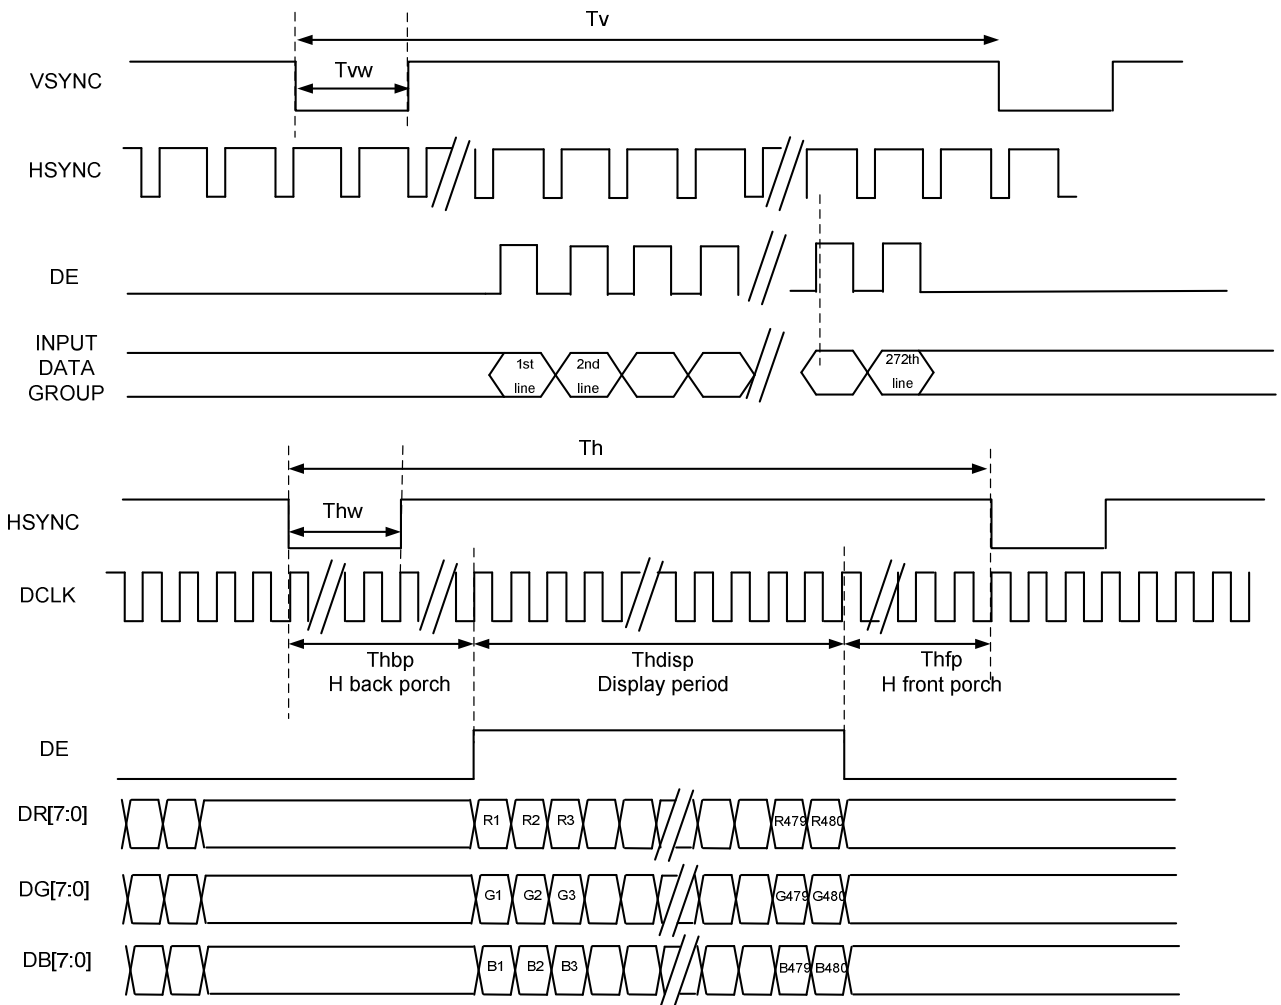 Tv
VSYNC
Tvw
HSYNC
DE
INPUT
DATA
GROUP
1st
line
2nd
line
272th
line
Th
HSYNC
Thw
DCLK
Thbp
H back porch
Thdisp
Display period
Thfp
H front porch
DE
DR[7:0]
R1 R2 R3 R479 R480
DG[7:0]
G1 G2 G3 G479 G480
DB[7:0]
B1 B2 B3 B479 B480